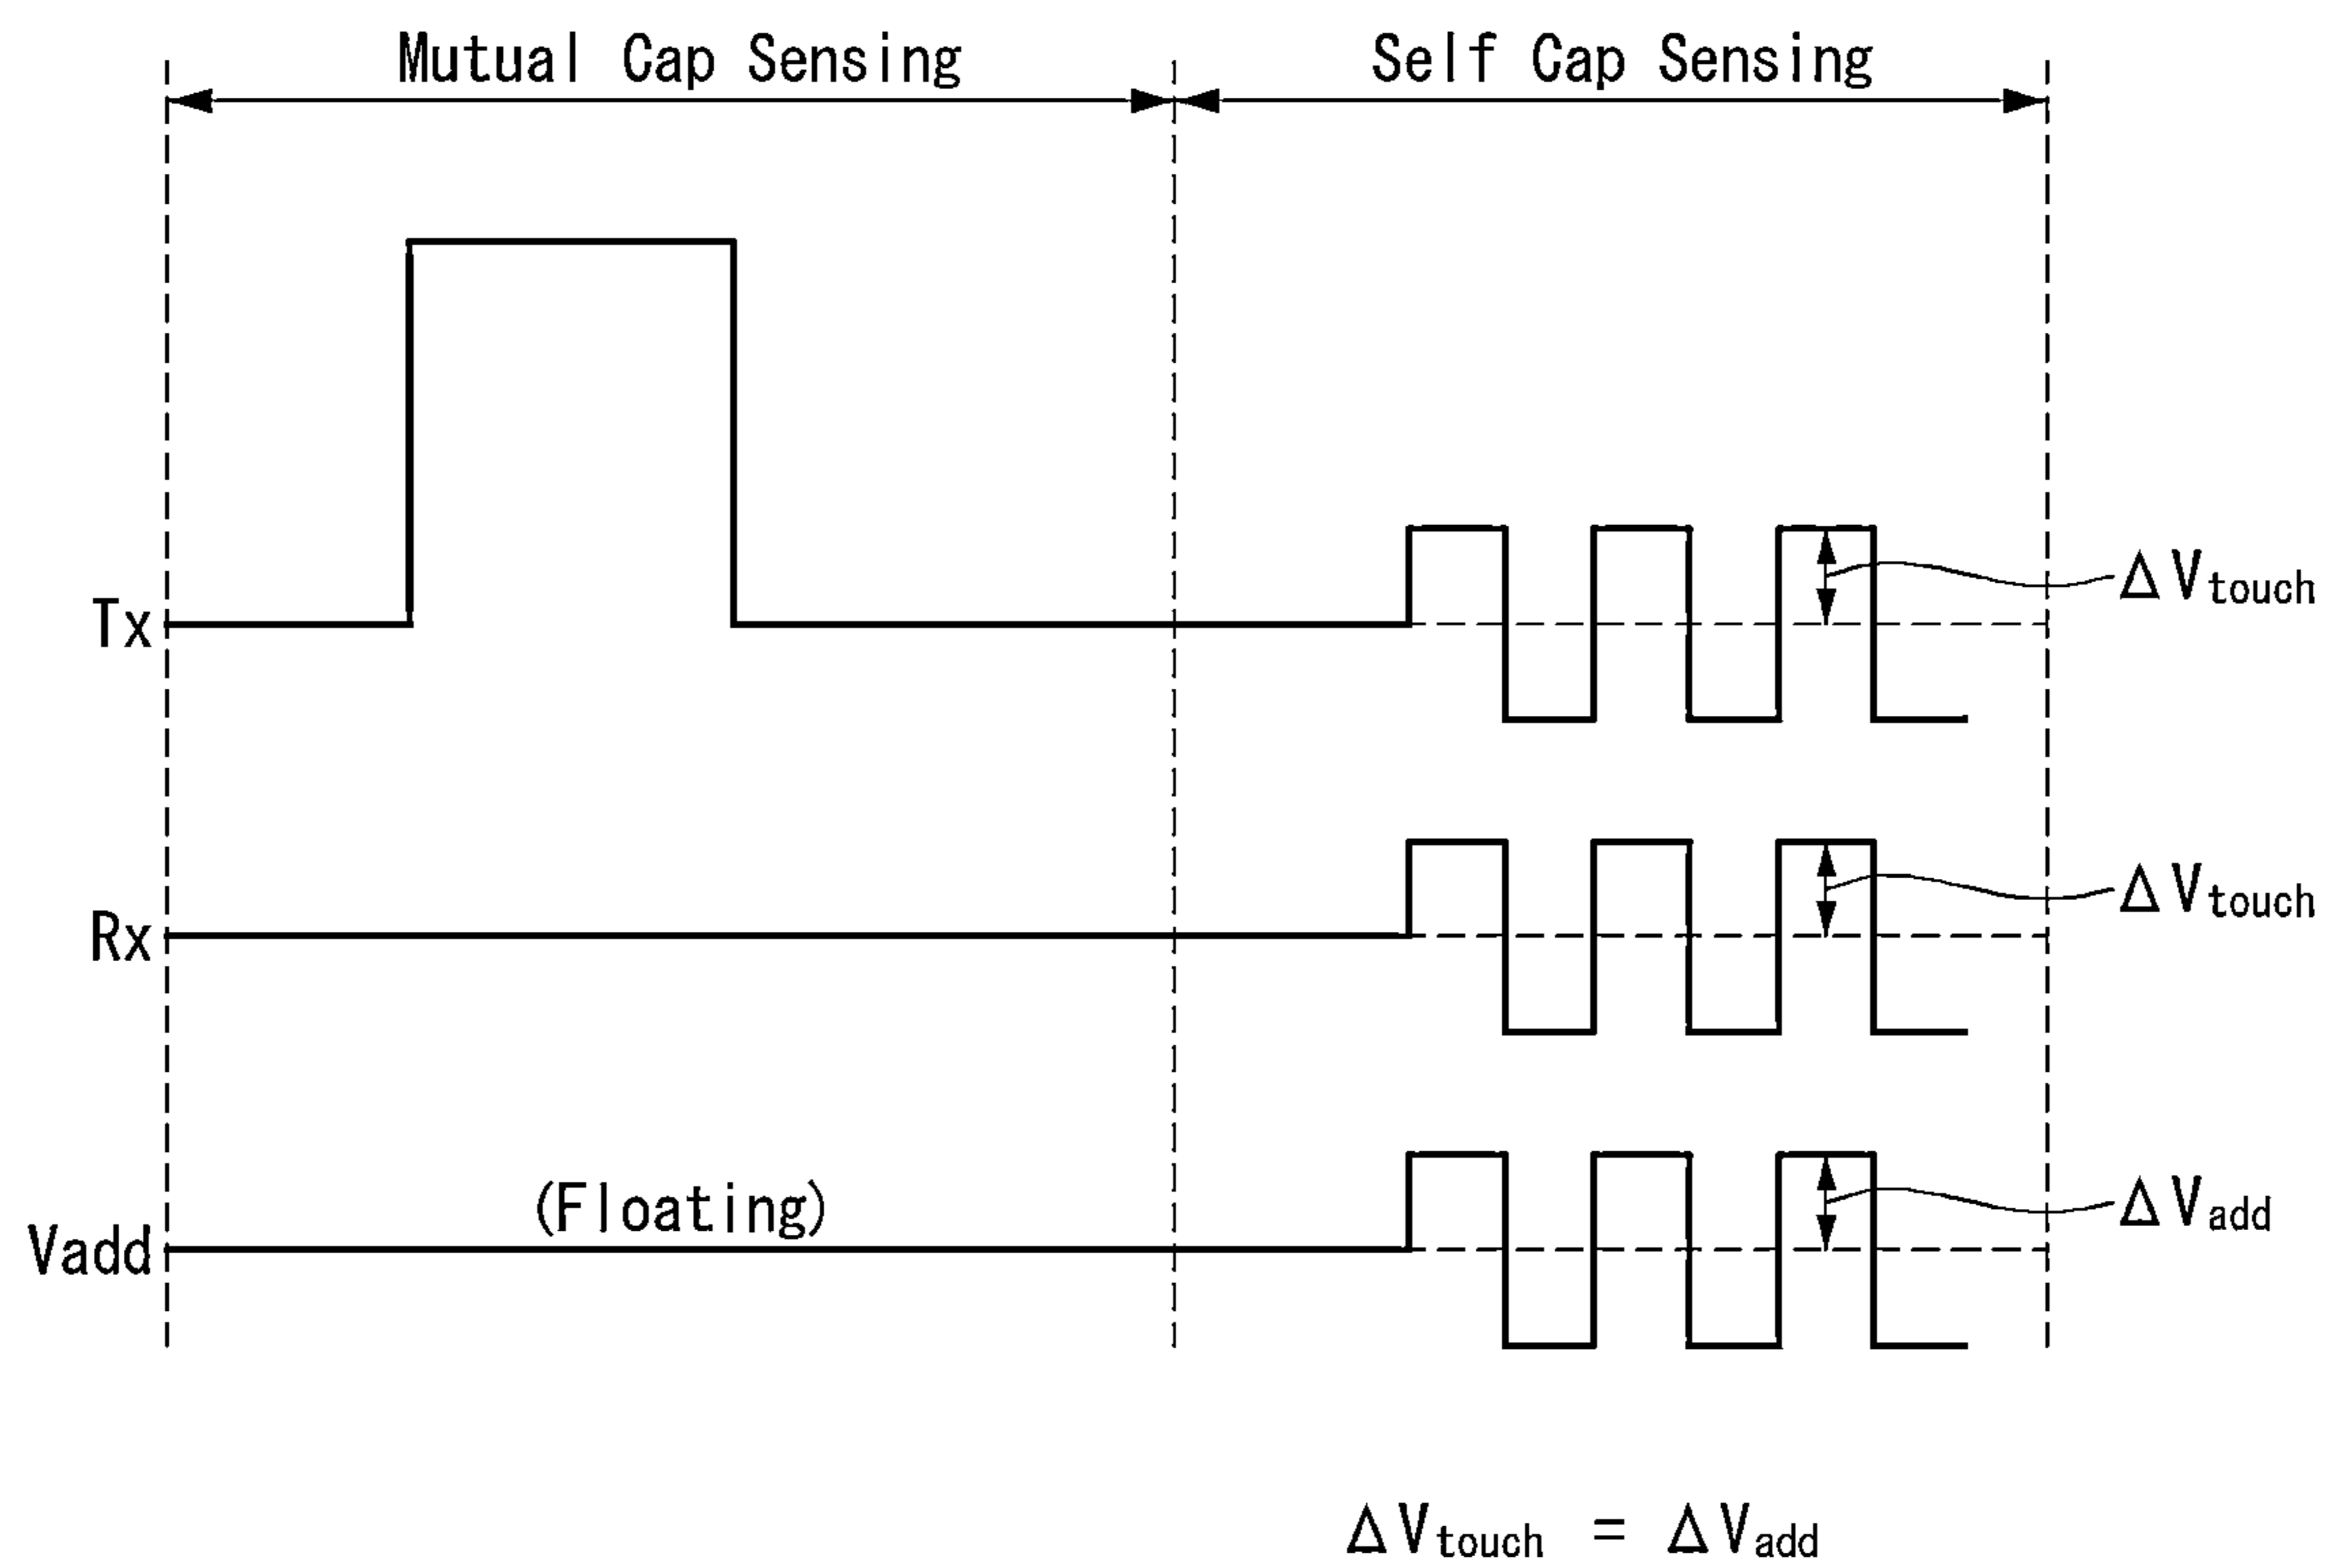 Mutual Cap Sensing
Self Cap Sensing
Tx
ΔVtouch
Rx
ΔVtouch
(Floating)
Vadd
ΔVadd
ΔVtouch = ΔVadd